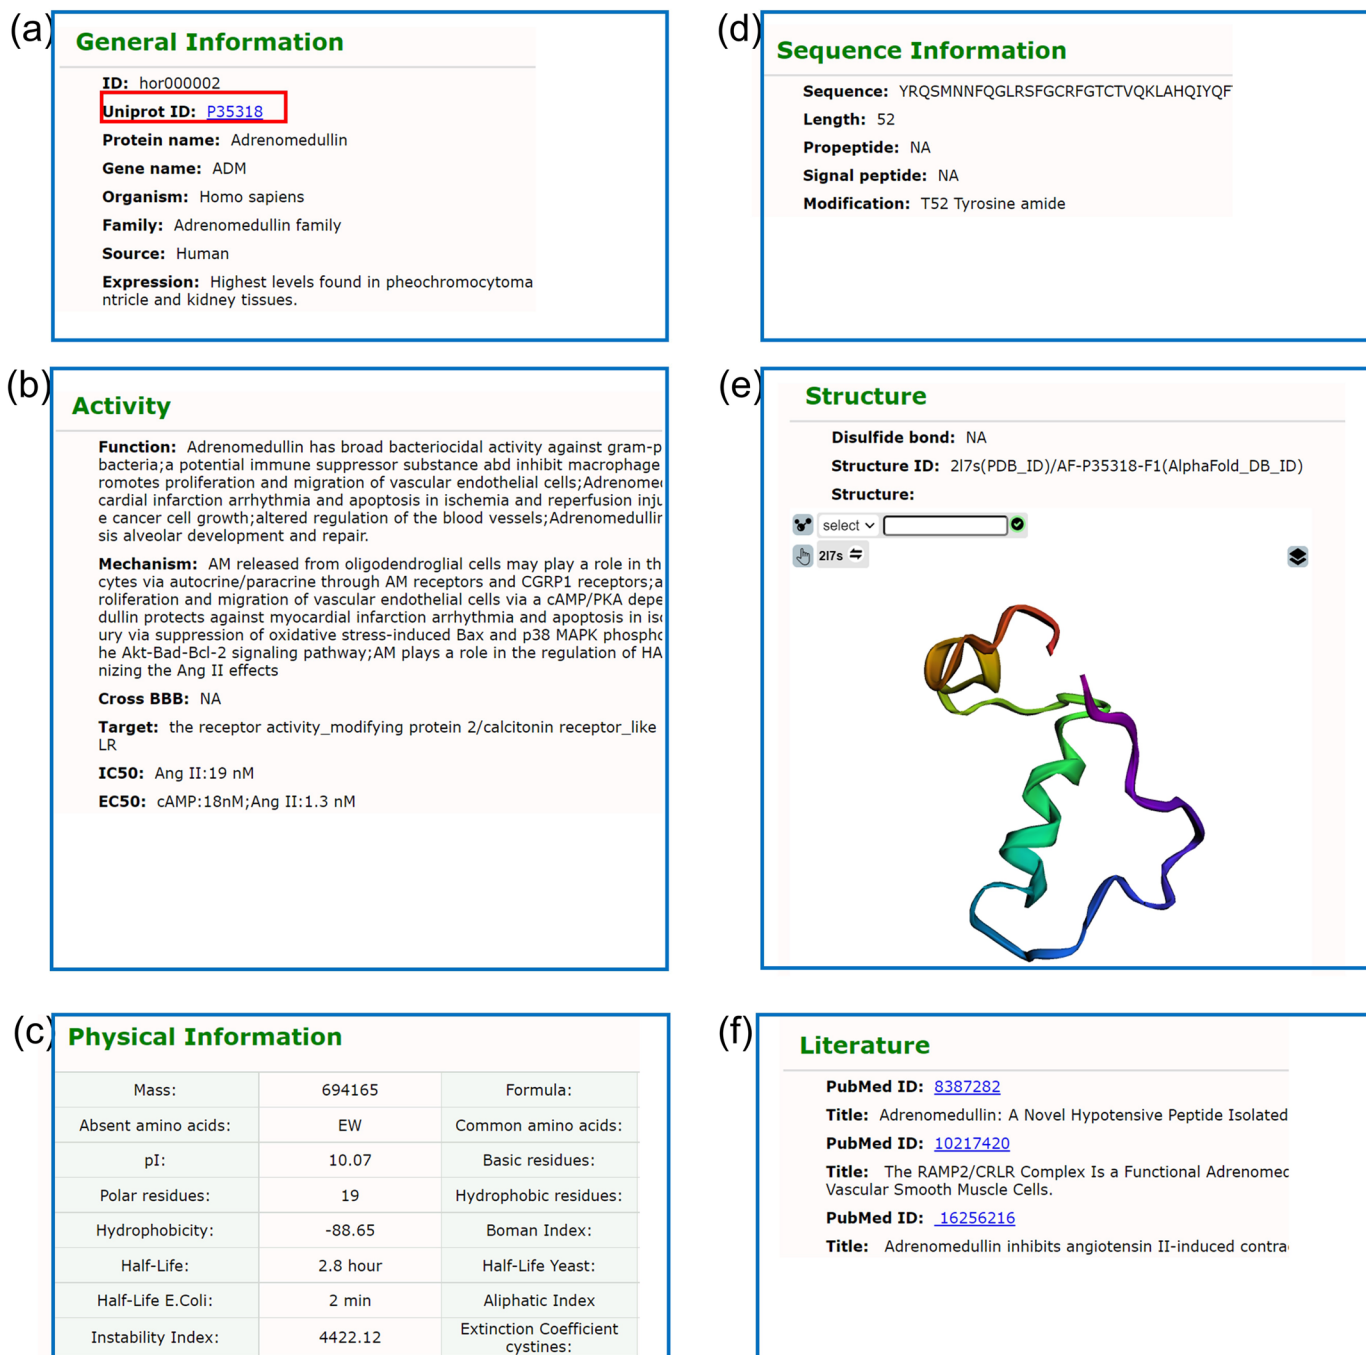 (a)
General Information
ID: hor000002
Uniprot ID: P35318
Protein name: Adrenomedullin
Gene name: ADM
Organism: Homo sapiens
Family: Adrenomedullin family
Source: Human
Expression: Highest levels found in pheochromocytoma
ntricle and kidney tissues.
(b)
Activity
Function: Adrenomedullin has broad bacteriocidal activity against gram-p
bacteria;a potential immune suppressor substance abd inhibit macrophage
romotes proliferation and migration of vascular endothelial cells;Adrenome
cardial infarction arrhythmia and apoptosis in ischemia and reperfusion inju
e cancer cell growth;altered regulation of the blood vessels;Adrenomedullin
sis alveolar development and repair.
Mechanism: AM released from oligodendroglial cells may play a role in th
cytes via autocrine/paracrine through AM receptors and CGRP1 receptors;a
roliferation and migration of vascular endothelial cells via a cAMP/PKA depe
dullin protects against myocardial infarction arrhythmia and apoptosis in isc
ury via suppression of oxidative stress-induced Bax and p38 MAPK phospho
he Akt-Bad-Bcl-2 signaling pathway;AM plays a role in the regulation of HA
nizing the Ang II effects
Cross BBB: NA
Target: the receptor activity_modifying protein 2/calcitonin receptor_like
LR
IC50: Ang II:19 nM
EC50: cAMP:18nM;Ang II:1.3 nM
(c)
Physical Information
Mass: 694165 Formula:
Absent amino acids: EW Common amino acids:
pI: 10.07 Basic residues:
Polar residues: 19 Hydrophobic residues:
Hydrophobicity: -88.65 Boman Index:
Half-Life: 2.8 hour Half-Life Yeast:
Half-Life E.Coli: 2 min Aliphatic Index
Instability Index: 4422.12 Extinction Coefficient
cystines:
(d)
Sequence Information
Sequence: YRQSMNNFQGLRSFGCRFGTCTVQKLAHQIYQF
Length: 52
Propeptide: NA
Signal peptide: NA
Modification: T52 Tyrosine amide
(e)
Structure
Disulfide bond: NA
Structure ID: 2l7s(PDB_ID)/AF-P35318-F1(AlphaFold_DB_ID)
Structure:
select
2l7s
(f)
Literature
PubMed ID: 8387282
Title: Adrenomedullin: A Novel Hypotensive Peptide Isolated
PubMed ID: 10217420
Title: The RAMP2/CRLR Complex Is a Functional Adrenomed
Vascular Smooth Muscle Cells.
PubMed ID: 16256216
Title: Adrenomedullin inhibits angiotensin II-induced contra